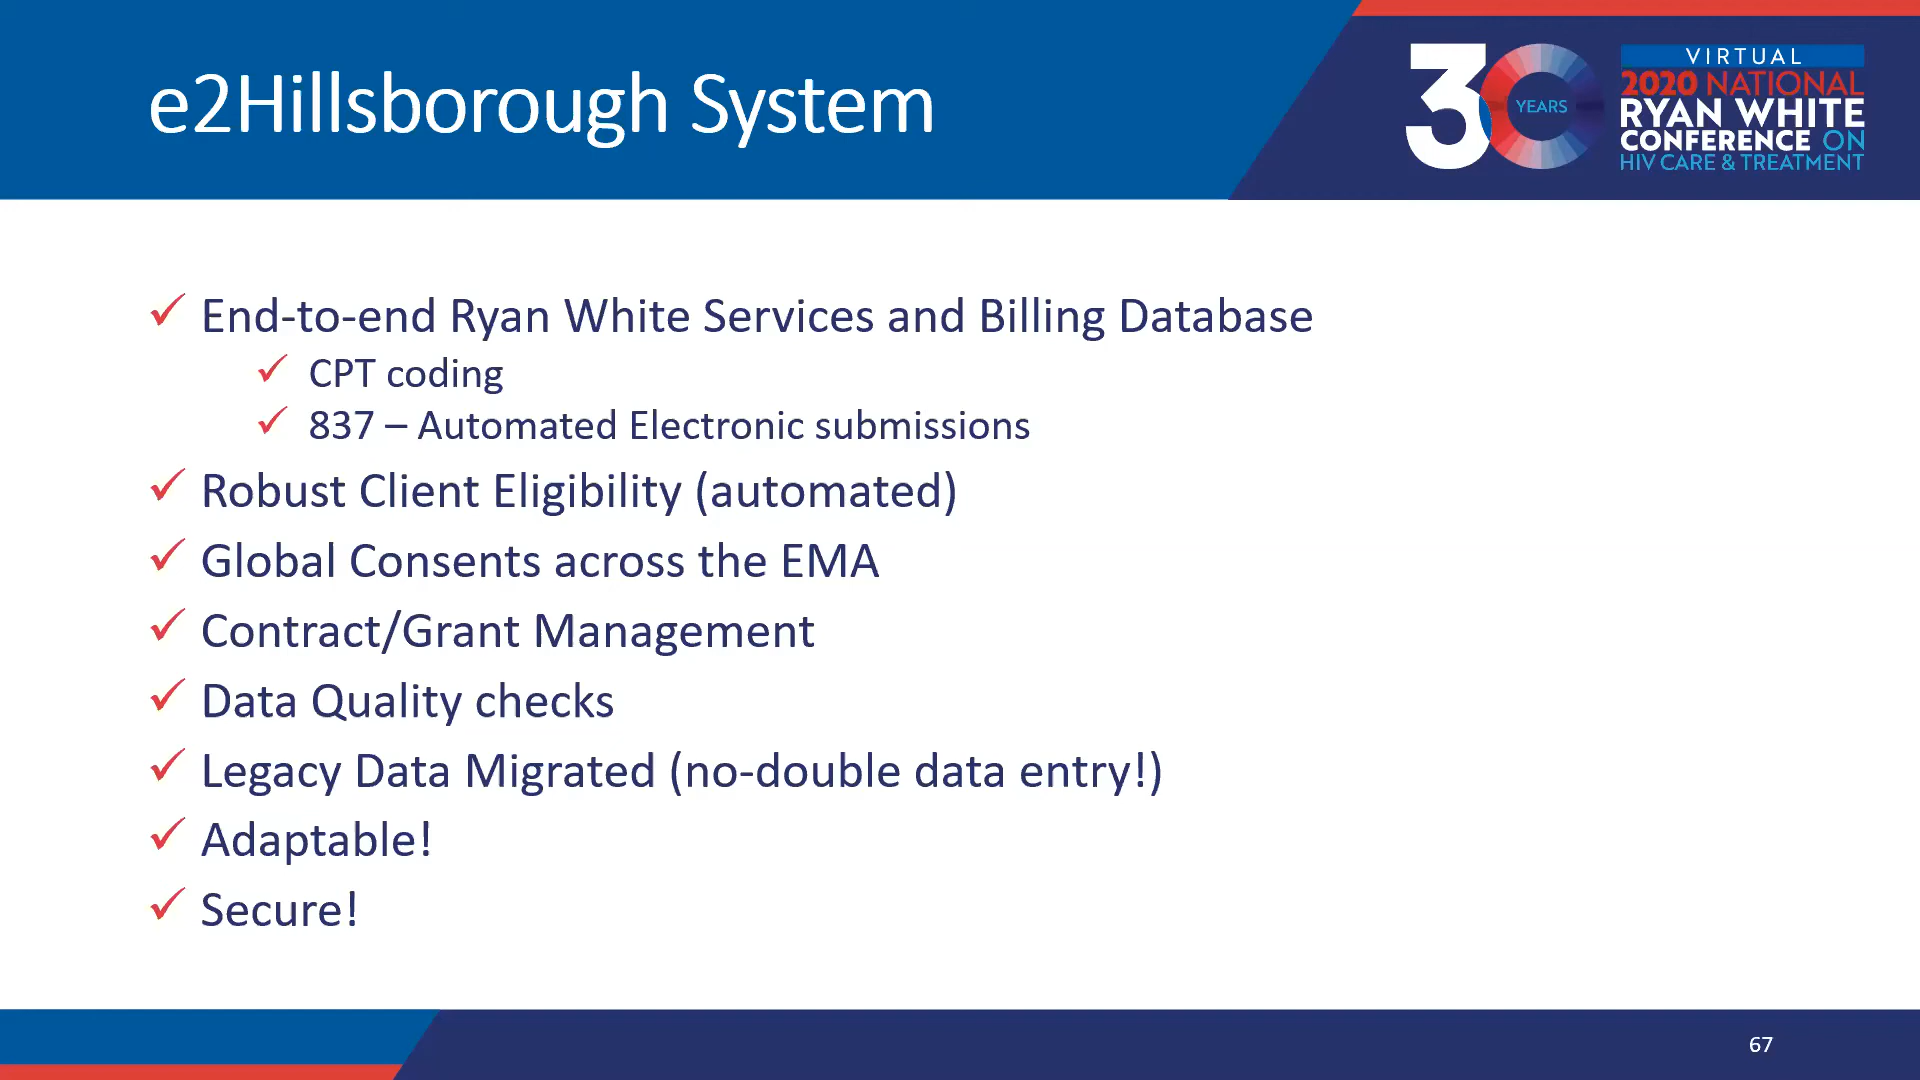 e2Hillsborough System
30
YEARS
VIRTUAL
2020 NATIONAL
RYAN WHITE
CONFERENCE ON
HIV CARE & TREATMENT
End-to-end Ryan White Services and Billing Database
CPT coding
837 – Automated Electronic submissions
Robust Client Eligibility (automated)
Global Consents across the EMA
Contract/Grant Management
Data Quality checks
Legacy Data Migrated (no-double data entry!)
Adaptable!
Secure!
67